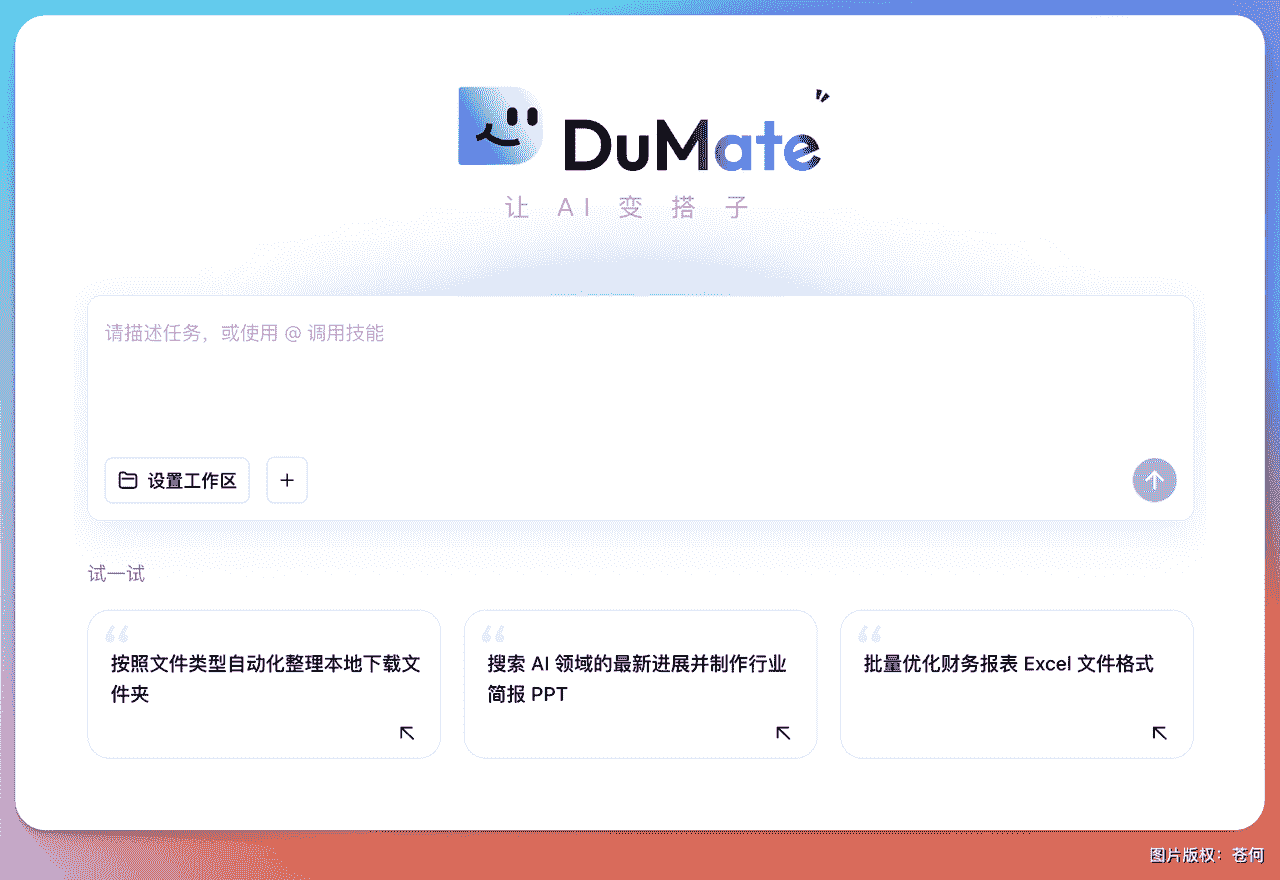 DuMate
让 AI 变搭子
请描述任务，或使用 @ 调用技能
设置工作区
试一试
按照文件类型自动化整理本地下载文
件夹
搜索 AI 领域的最新进展并制作行业
简报 PPT
批量优化财务报表 Excel 文件格式
图片版权：苍何